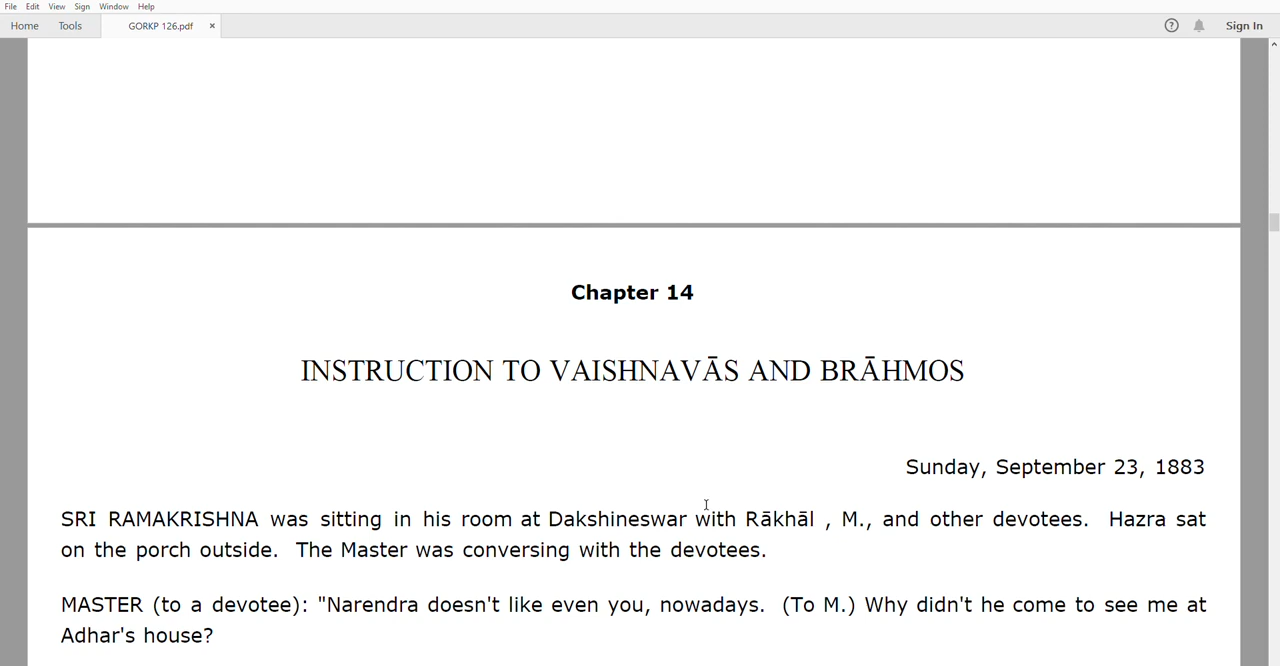 File Edit View Sign Window Help
Home Tools GORKP 126.pdf × ? Sign In
Chapter 14
INSTRUCTION TO VAISHNAVĀS AND BRĀHMOS
Sunday, September 23, 1883
SRI RAMAKRISHNA was sitting in his room at Dakshineswar with Rākhāl , M., and other devotees. Hazra sat
on the porch outside. The Master was conversing with the devotees.
MASTER (to a devotee): "Narendra doesn't like even you, nowadays. (To M.) Why didn't he come to see me at
Adhar's house?